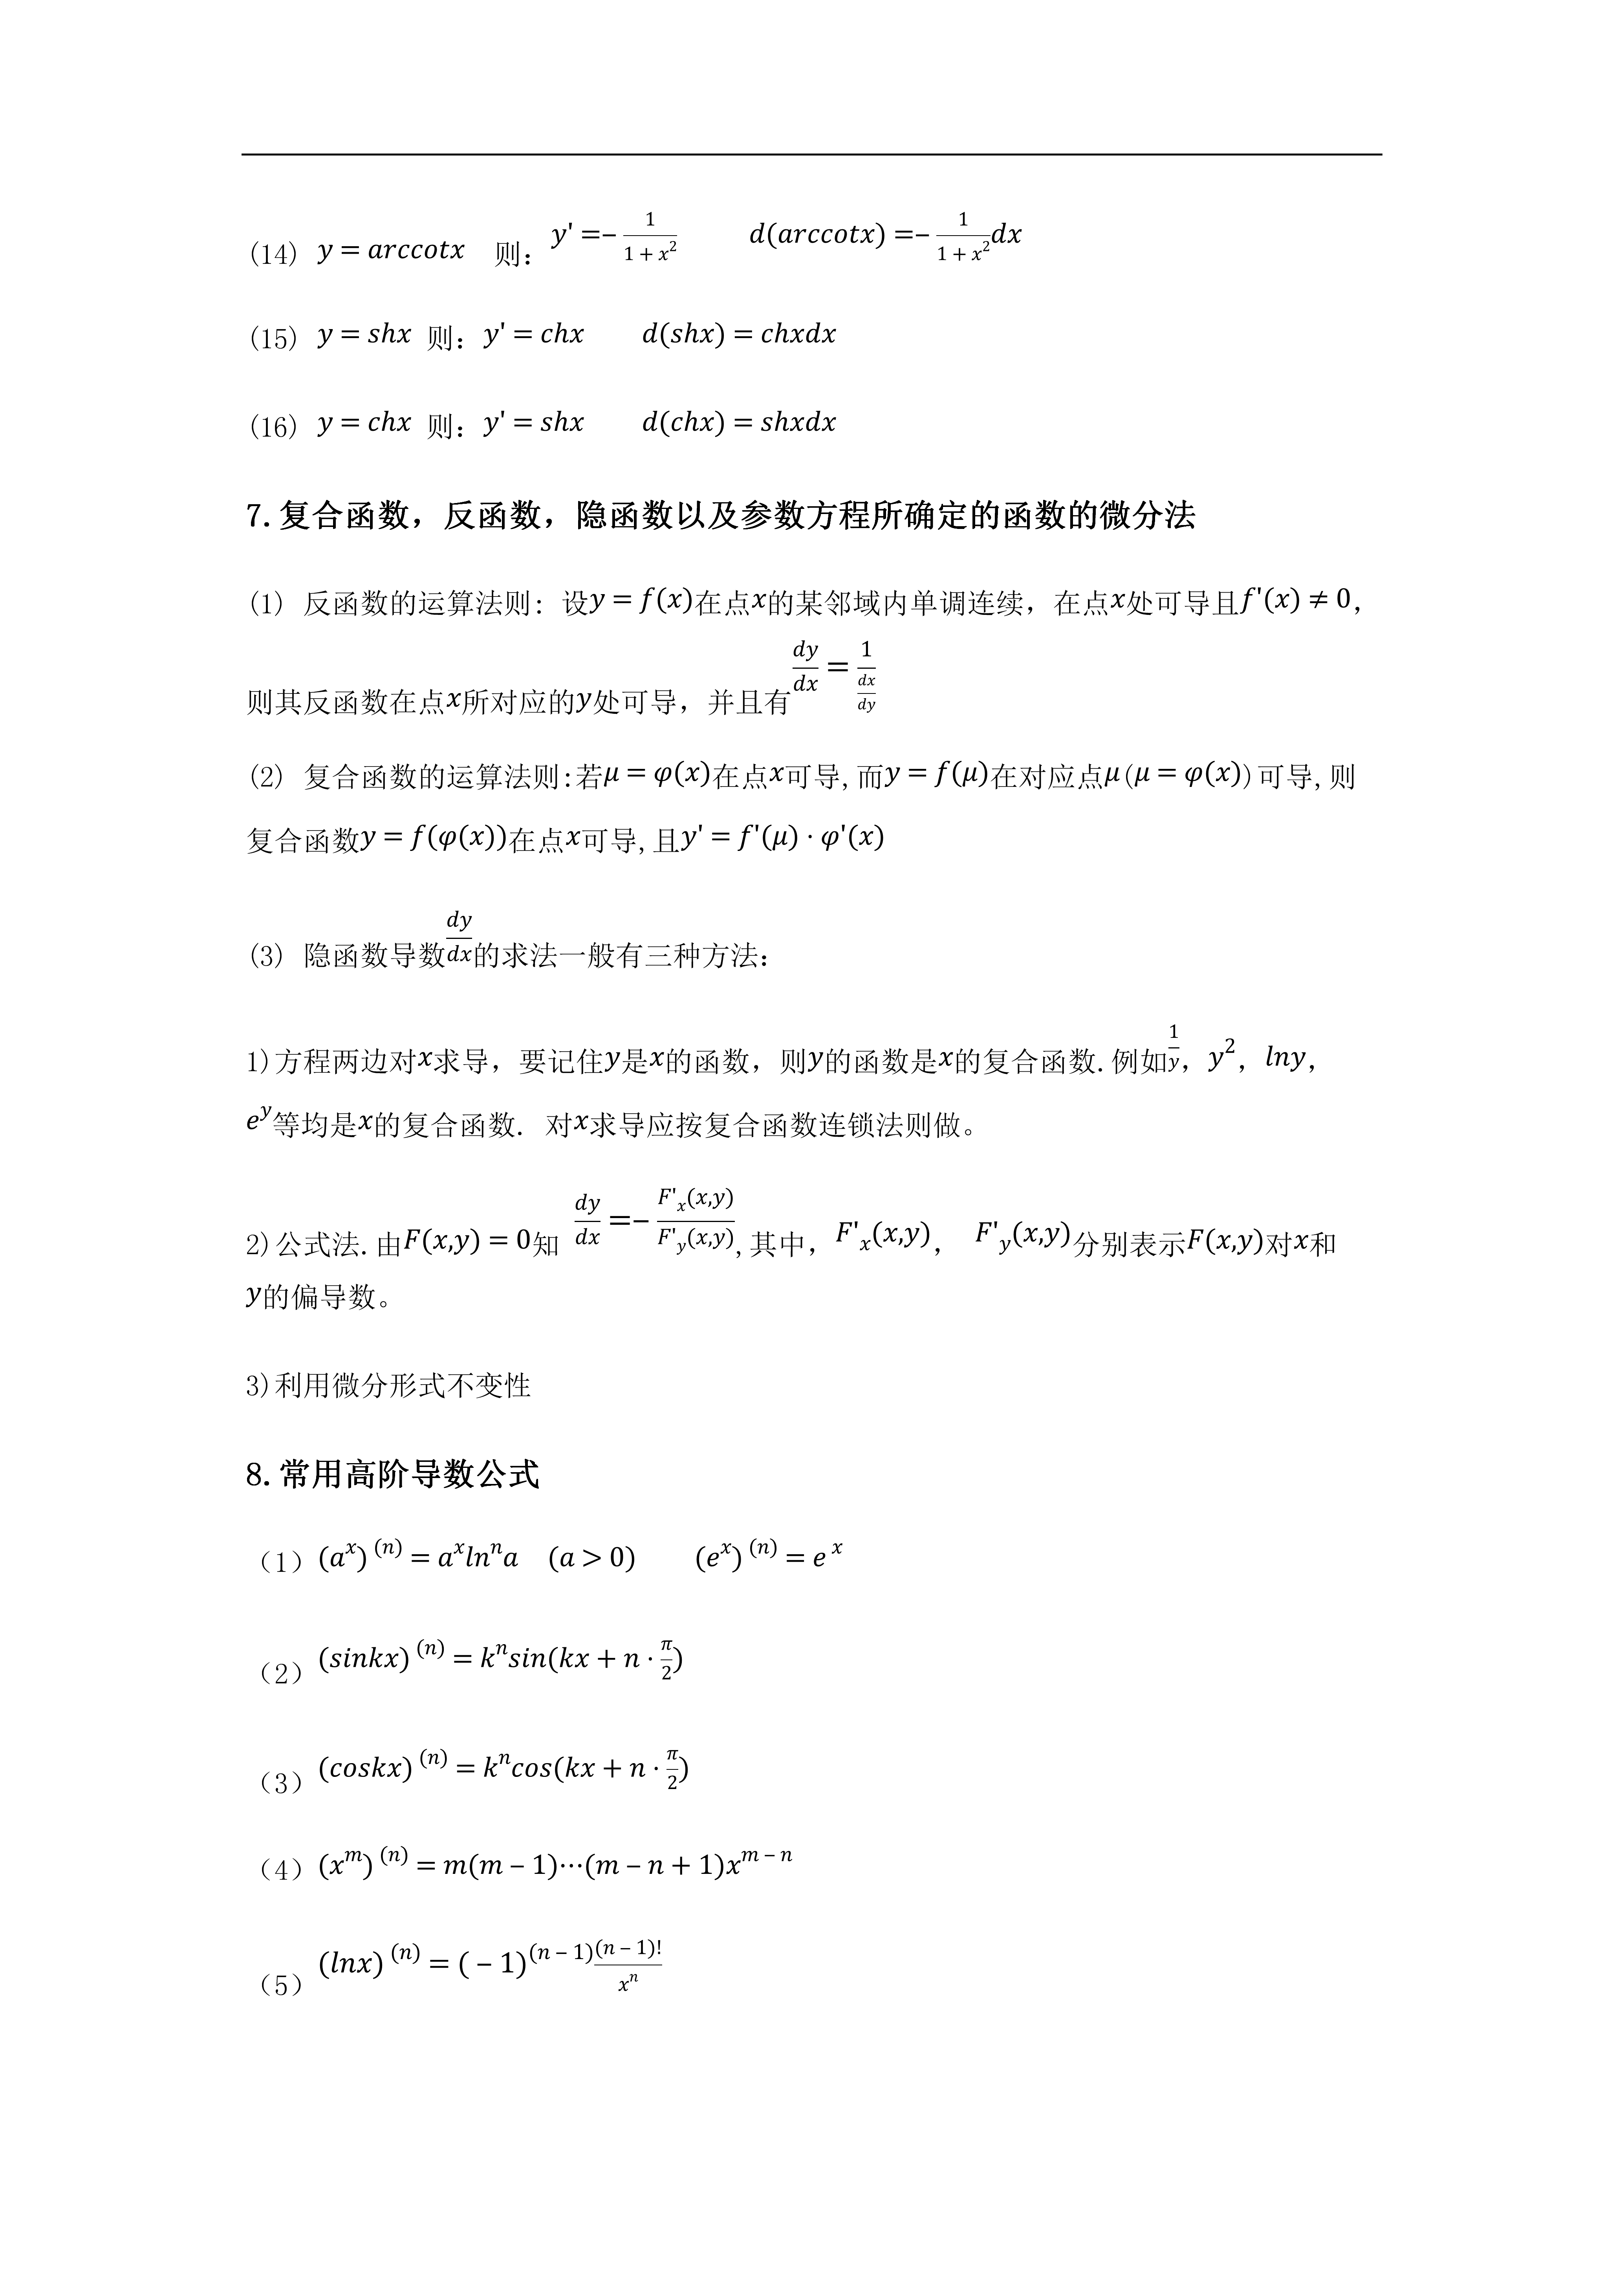 (14) $y = arccotx$ 则：$y' = -\frac{1}{1+x^2}$ $d(arccotx) = -\frac{1}{1+x^2}dx$
(15) $y = shx$ 则：$y' = chx$ $d(shx) = chxdx$
(16) $y = chx$ 则：$y' = shx$ $d(chx) = shxdx$
7.复合函数，反函数，隐函数以及参数方程所确定的函数的微分法
(1) 反函数的运算法则: 设$y = f(x)$在点$x$的某邻域内单调连续，在点$x$处可导且$f'(x) \neq 0$，
则其反函数在点$x$所对应的$y$处可导，并且有$\frac{dy}{dx} = \frac{1}{\frac{dx}{dy}}$
(2) 复合函数的运算法则:若$\mu = \varphi(x)$在点$x$可导,而$y = f(\mu)$在对应点$\mu$($\mu = \varphi(x)$)可导,则
复合函数$y = f(\varphi(x))$在点$x$可导,且$y' = f'(\mu) \cdot \varphi'(x)$
(3) 隐函数导数$\frac{dy}{dx}$的求法一般有三种方法：
1)方程两边对$x$求导，要记住$y$是$x$的函数，则$y$的函数是$x$的复合函数.例如$\frac{1}{y}$，$y^2$，$lny$，
$e^y$等均是$x$的复合函数. 对$x$求导应按复合函数连锁法则做。
2)公式法.由$F(x,y) = 0$知 $\frac{dy}{dx} = -\frac{F'_x(x,y)}{F'_y(x,y)}$,其中，$F'_x(x,y)$， $F'_y(x,y)$分别表示$F(x,y)$对$x$和
$y$的偏导数。
3)利用微分形式不变性
8.常用高阶导数公式
（1）$(a^x)^{(n)} = a^x ln^n a$ $(a > 0)$ $(e^x)^{(n)} = e^x$
（2）$(sinkx)^{(n)} = k^n sin(kx + n \cdot \frac{\pi}{2})$
（3）$(coskx)^{(n)} = k^n cos(kx + n \cdot \frac{\pi}{2})$
（4）$(x^m)^{(n)} = m(m-1)\cdots(m-n+1)x^{m-n}$
（5）$(lnx)^{(n)} = (-1)^{(n-1)}\frac{(n-1)!}{x^n}$